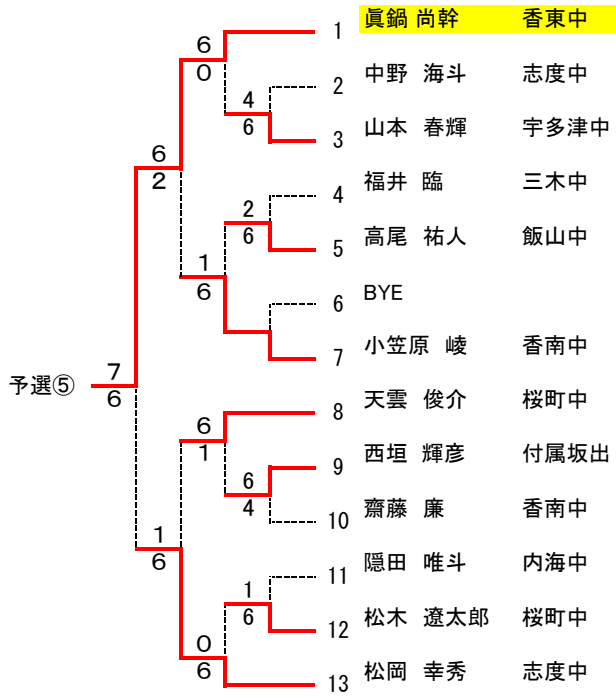 1 眞鍋 尚幹 香東中
6
0
2 中野 海斗 志度中
4
6
3 山本 春輝 宇多津中
6
2
4 福井 臨 三木中
2
6
5 高尾 祐人 飯山中
1
6
6 BYE
7 小笠原 崚 香南中
予選⑤
7
6
8 天雲 俊介 桜町中
6
1
9 西垣 輝彦 付属坂出
6
4
10 齋藤 廉 香南中
1
6
11 隠田 唯斗 内海中
1
6
12 松木 遼太郎 桜町中
0
6
13 松岡 幸秀 志度中